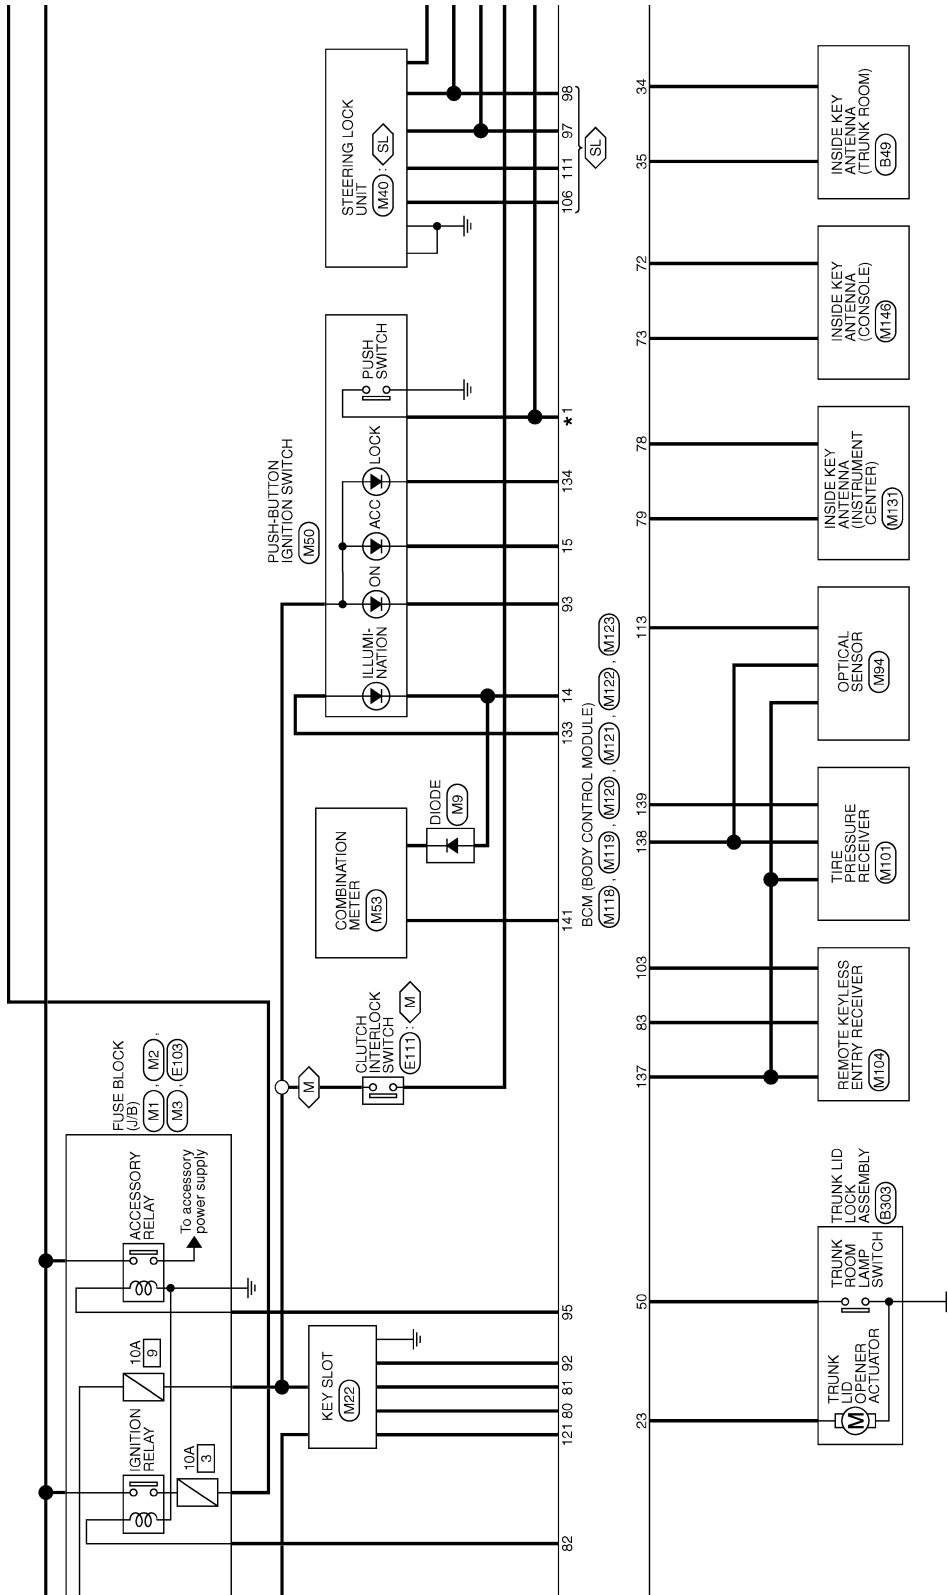 FUSE BLOCK
(J/B)
M1 , M2 ,
M3 , E103
IGNITION
RELAY
10A
3
10A
9
ACCESSORY
RELAY
To accessory
power supply
KEY SLOT
M22
M
CLUTCH
INTERLOCK
SWITCH
E111 : M
COMBINATION
METER
M53
DIODE
M9
PUSH-BUTTON
IGNITION SWITCH
M50
ILLUMI-
NATION
ON
ACC
LOCK
PUSH
SWITCH
STEERING LOCK
UNIT
M40 : SL
82
121
80
81
92
95
141
133
14
93
15
134
*1
106
111
97
98
SL
BCM (BODY CONTROL MODULE)
M118 , M119 , M120 , M121 , M122 , M123
23
50
137
83
103
138
139
113
79
78
73
72
35
34
TRUNK
LID
OPENER
ACTUATOR
M
TRUNK
ROOM
LAMP
SWITCH
TRUNK LID
LOCK
ASSEMBLY
B303
REMOTE KEYLESS
ENTRY RECEIVER
M104
TIRE
PRESSURE
RECEIVER
M101
OPTICAL
SENSOR
M94
INSIDE KEY
ANTENNA
(INSTRUMENT
CENTER)
M131
INSIDE KEY
ANTENNA
(CONSOLE)
M146
INSIDE KEY
ANTENNA
(TRUNK ROOM)
B49